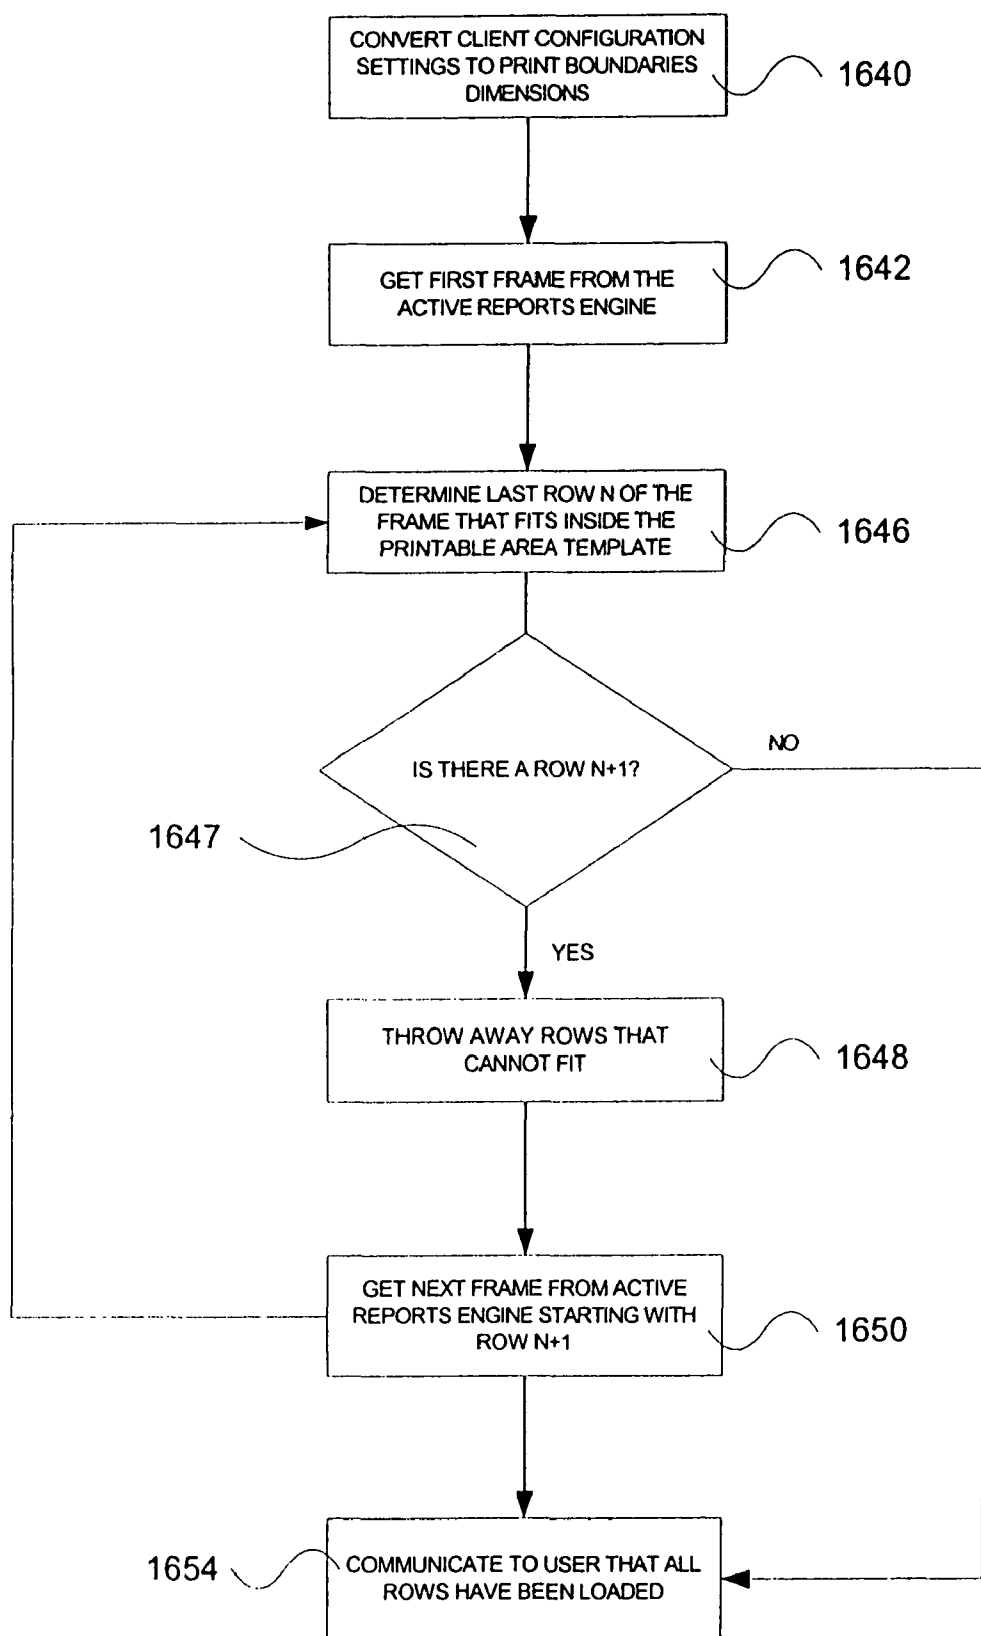 CONVERT CLIENT CONFIGURATION
SETTINGS TO PRINT BOUNDARIES
DIMENSIONS
1640
GET FIRST FRAME FROM THE
ACTIVE REPORTS ENGINE
1642
DETERMINE LAST ROW N OF THE
FRAME THAT FITS INSIDE THE
PRINTABLE AREA TEMPLATE
1646
IS THERE A ROW N+1?
NO
1647
YES
THROW AWAY ROWS THAT
CANNOT FIT
1648
GET NEXT FRAME FROM ACTIVE
REPORTS ENGINE STARTING WITH
ROW N+1
1650
1654
COMMUNICATE TO USER THAT ALL
ROWS HAVE BEEN LOADED